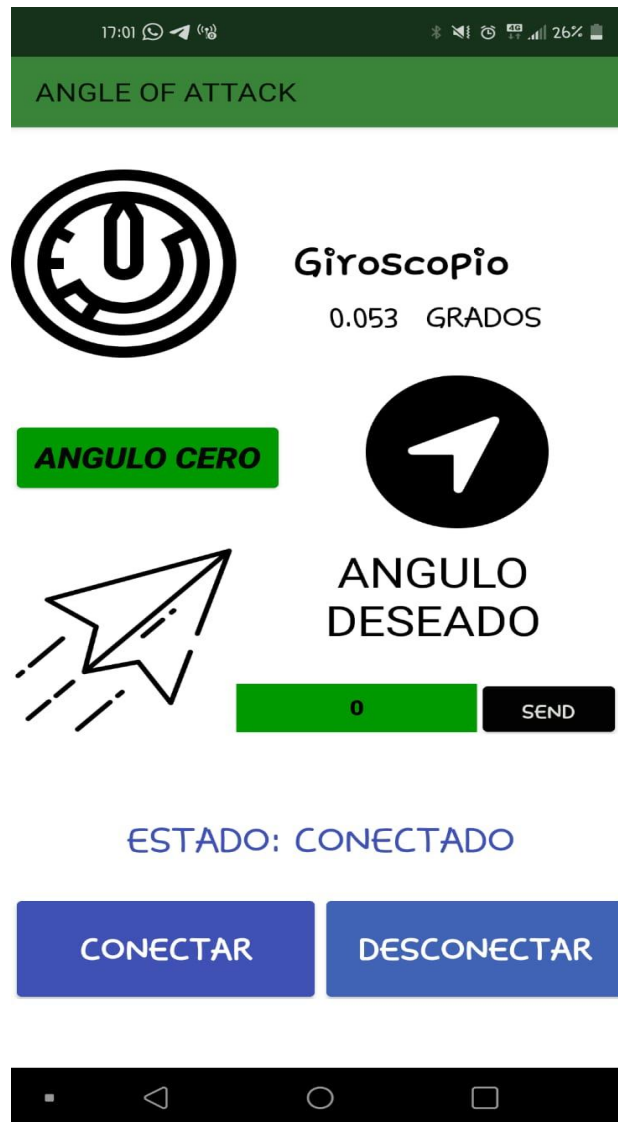 17:01 4G 26%
ANGLE OF ATTACK
Giroscopio
0.053 GRADOS
ANGULO CERO
ANGULO
DESEADO
0 SEND
ESTADO: CONECTADO
CONECTAR DESCONECTAR